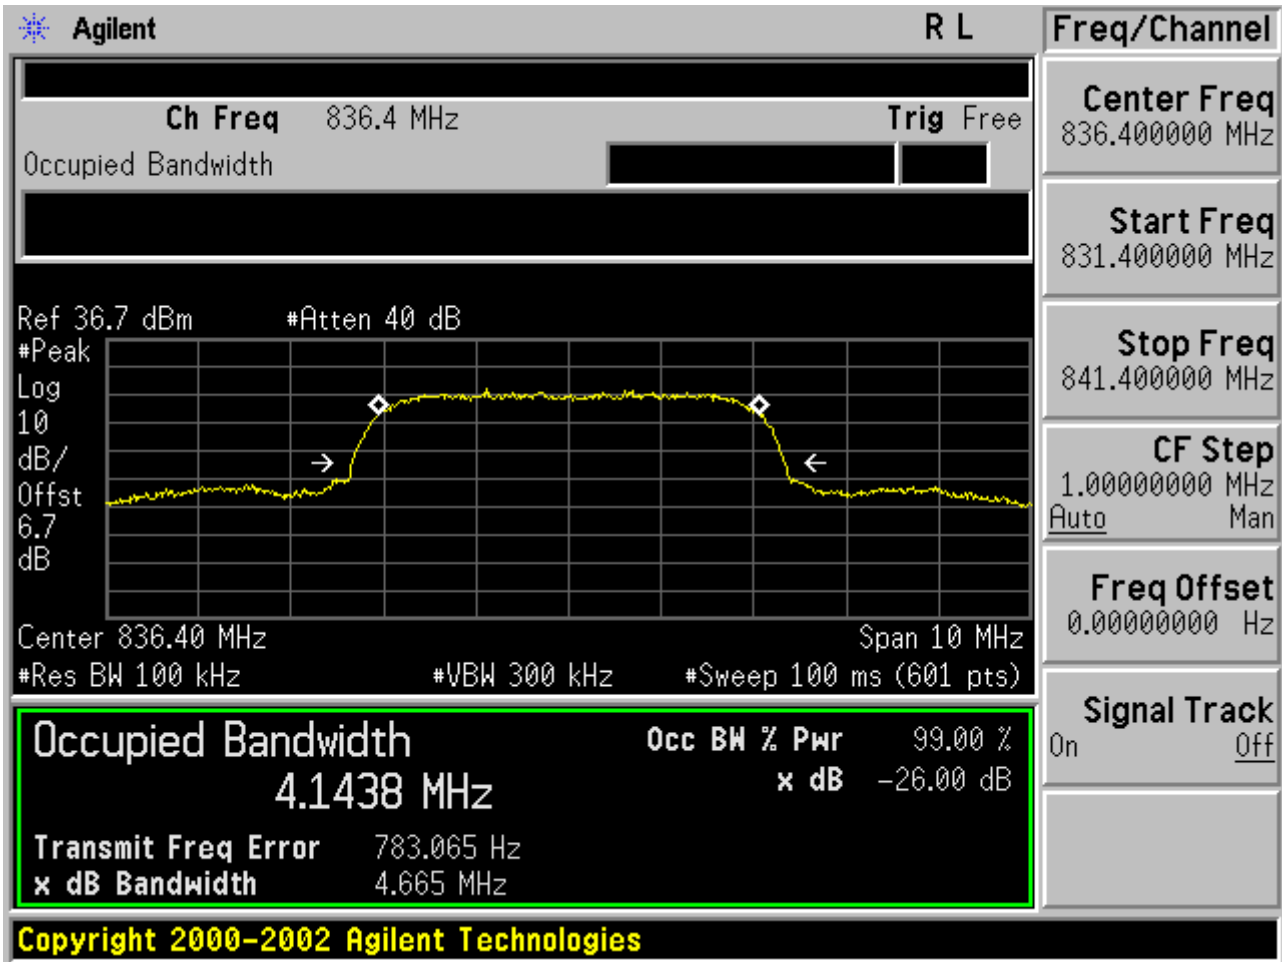 Agilent R L Freq/Channel
Ch Freq 836.4 MHz Trig Free
Occupied Bandwidth
Center Freq
836.400000 MHz
Start Freq
831.400000 MHz
Stop Freq
841.400000 MHz
CF Step
1.00000000 MHz
Auto Man
Freq Offset
0.00000000 Hz
Signal Track
On Off
Ref 36.7 dBm #Atten 40 dB
#Peak
Log
10
dB/
Offst
6.7
dB
Center 836.40 MHz Span 10 MHz
#Res BW 100 kHz #VBW 300 kHz #Sweep 100 ms (601 pts)
Occupied Bandwidth
4.1438 MHz
Occ BW % Pwr 99.00 %
x dB -26.00 dB
Transmit Freq Error 783.065 Hz
x dB Bandwidth 4.665 MHz
Copyright 2000-2002 Agilent Technologies